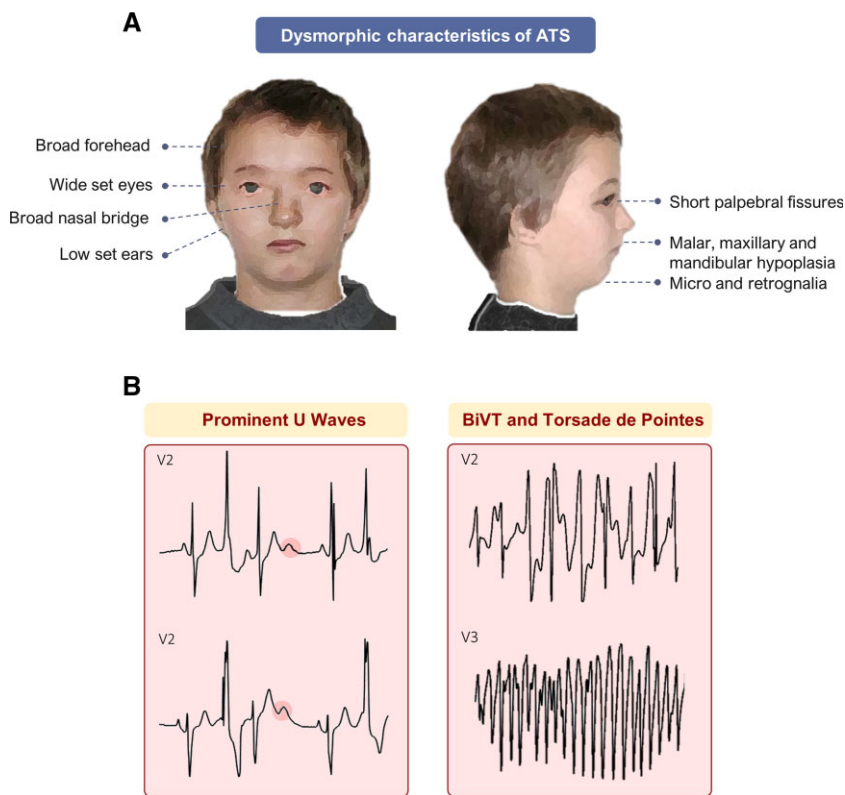 A
Dysmorphic characteristics of ATS
Broad forehead
Wide set eyes
Broad nasal bridge
Low set ears
Short palpebral fissures
Malar, maxillary and
mandibular hypoplasia
Micro and retrognalia
B
Prominent U Waves
BiVT and Torsade de Pointes
V2
V2
V2
V3